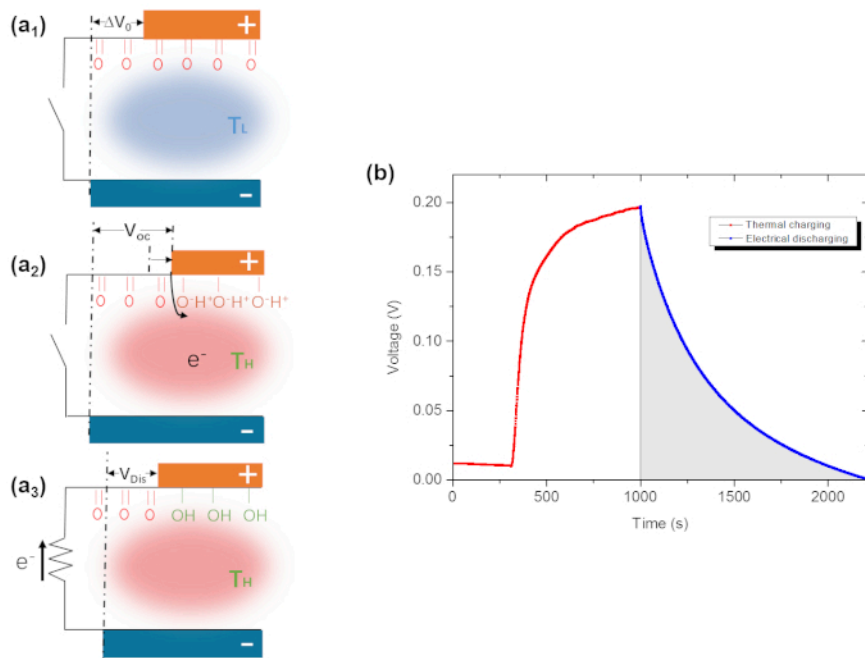 (a1)
ΔV0
+
O O O O O O
TL
−
(a2)
Voc
+
O O O O-H+ O-H+ O-H+
e-
TH
−
(a3)
VDis
+
O O O OH OH OH
e-
TH
−
(b)
0.20
0.15
0.10
0.05
0.00
Voltage (V)
Thermal charging
Electrical discharging
0 500 1000 1500 2000
Time (s)